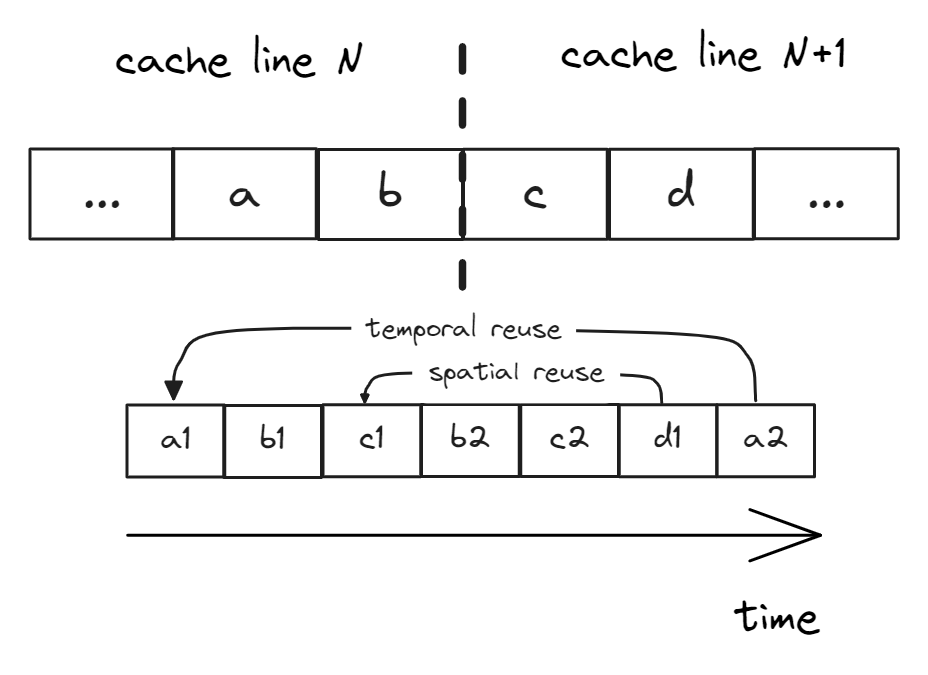 cache line N cache line N+1
... a b c d ...
temporal reuse
spatial reuse
a1 b1 c1 b2 c2 d1 a2
time